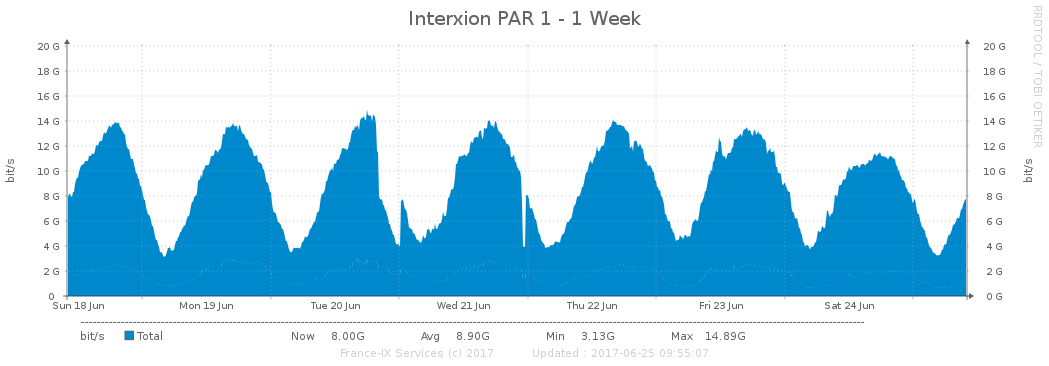 Interxion PAR 1 - 1 Week
RRDTOOL / TOBI OETIKER
20 G 20 G
18 G 18 G
16 G 16 G
14 G 14 G
12 G 12 G
10 G 10 G
8 G 8 G
6 G 6 G
4 G 4 G
2 G 2 G
0 0 G
bit/s
bit/s
Sun 18 Jun Mon 19 Jun Tue 20 Jun Wed 21 Jun Thu 22 Jun Fri 23 Jun Sat 24 Jun
bit/s Total Now 8.00G Avg 8.90G Min 3.13G Max 14.89G
France-IX Services (c) 2017 Updated : 2017-06-25 09:55:07